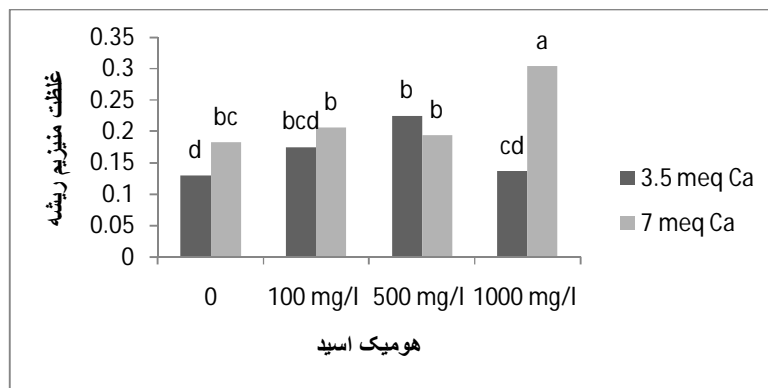 0.35
0.3
0.25
0.2
0.15
0.1
0.05
0
غلظت منیزیم ریشه
d
bc
bcd
b
b
b
cd
a
0
100 mg/l
500 mg/l
1000 mg/l
هومیک اسید
3.5 meq Ca
7 meq Ca